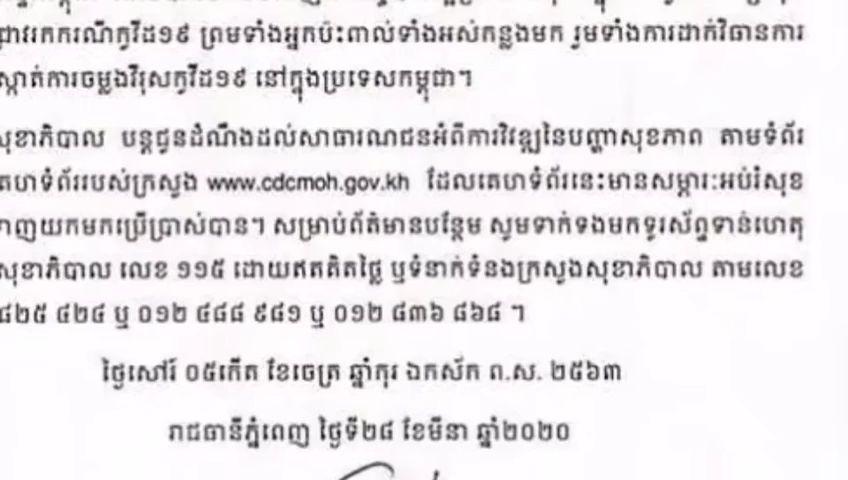 ជាវរកករណីកូវីដ១៩ ព្រមទាំងអ្នកប៉ះពាល់ទាំងអស់កន្លងមក រួមទាំងការដាក់វិធានការ
ស្កាត់ការចម្លងវីរុសកូវីដ១៩ នៅក្នុងប្រទេសកម្ពុជា។
សុខាភិបាល បន្តជូនដំណឹងដល់សាធារណជនអំពីការវិវឌ្ឍនៃបញ្ហាសុខភាព តាមទំព័រ
គេហទំព័ររបស់ក្រសួង www.cdcmoh.gov.kh ដែលគេហទំព័រនេះមានសម្ភារៈអប់រំសុខ
ទាញយកមកប្រើប្រាស់បាន។ សម្រាប់ព័ត៌មានបន្ថែម សូមទាក់ទងមកទូរស័ព្ទទាន់ហេតុ
សុខាភិបាល លេខ ១១៥ ដោយឥតគិតថ្លៃ ឬទំនាក់ទំនងក្រសួងសុខាភិបាល តាមលេខ
៨២៥ ៤២៤ ឬ ០១២ ៤៨៨ ៩៨១ ឬ ០១២ ៨៣៦ ៨៦៨ ។
ថ្ងៃសៅរ៍ ០៥កើត ខែចេត្រ ឆ្នាំកុរ ឯកស័ក ព.ស. ២៥៦៣
រាជធានីភ្នំពេញ ថ្ងៃទី២៨ ខែមីនា ឆ្នាំ២០២០